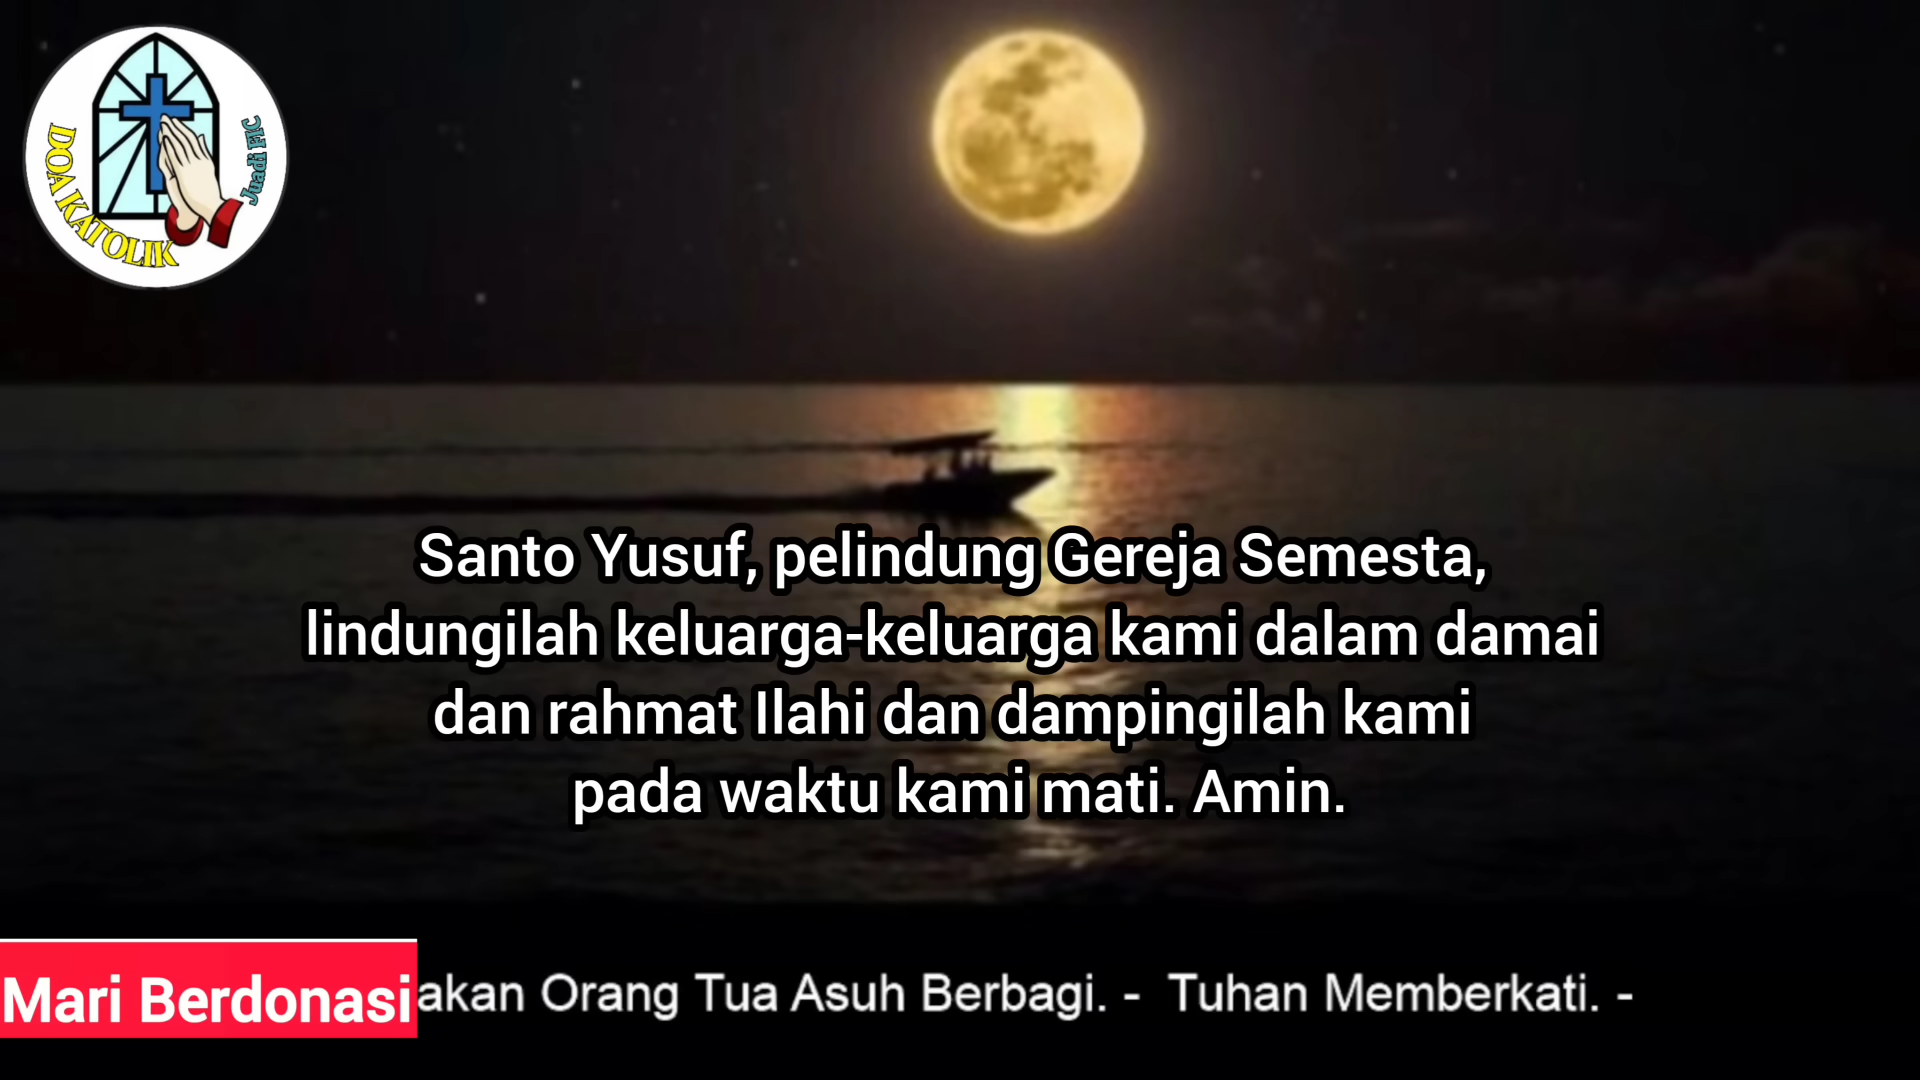 DOA KATOLIK
Juadi FIC
Santo Yusuf, pelindung Gereja Semesta,
lindungilah keluarga-keluarga kami dalam damai
dan rahmat Ilahi dan dampingilah kami
pada waktu kami mati. Amin.
Mari Berdonasi
akan Orang Tua Asuh Berbagi. -  Tuhan Memberkati. -